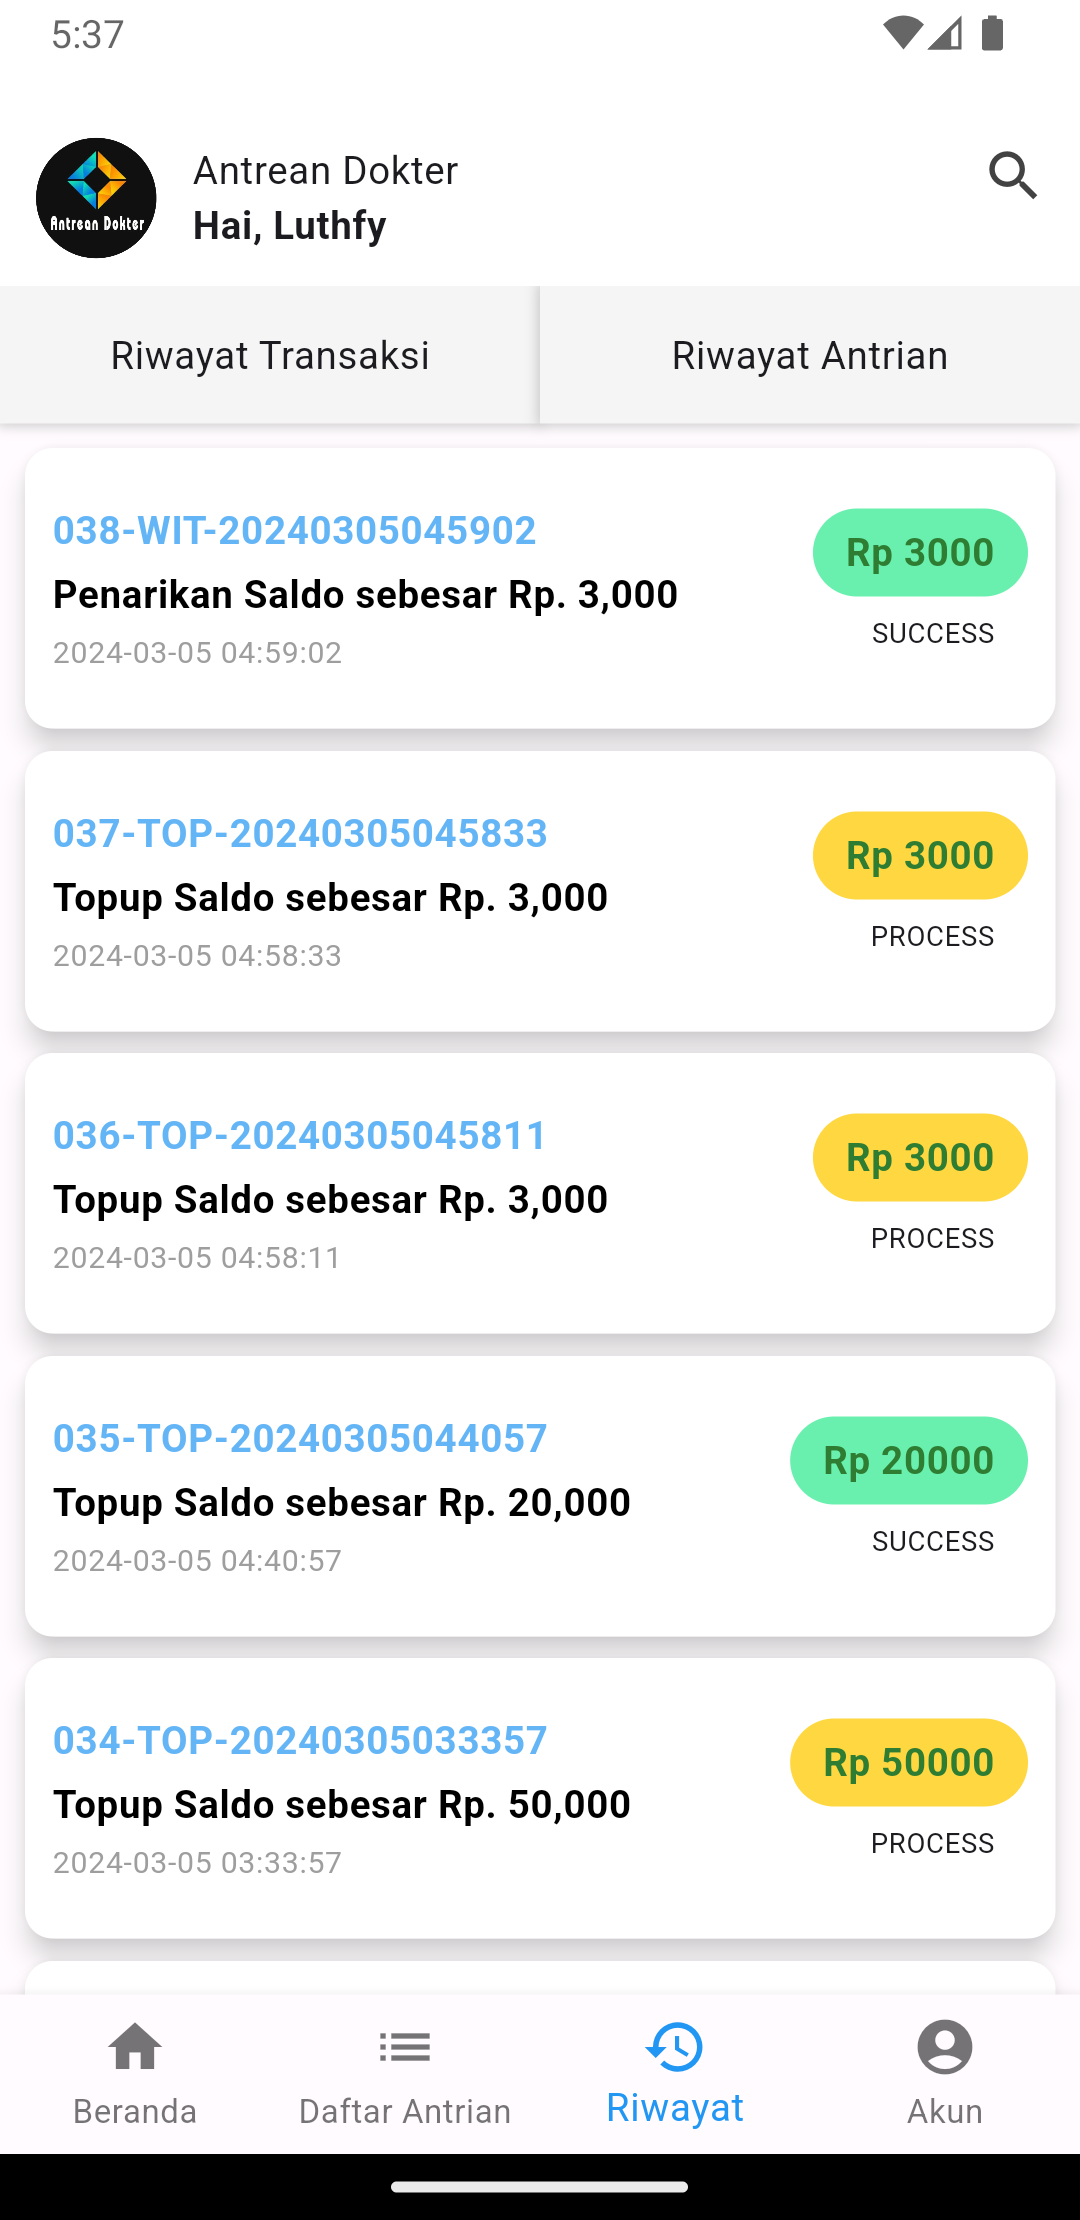 5:37
Antrean Dokter
Antrean Dokter
Hai, Luthfy
Riwayat Transaksi
Riwayat Antrian
038-WIT-20240305045902
Rp 3000
Penarikan Saldo sebesar Rp. 3,000
SUCCESS
2024-03-05 04:59:02
037-TOP-20240305045833
Rp 3000
Topup Saldo sebesar Rp. 3,000
PROCESS
2024-03-05 04:58:33
036-TOP-20240305045811
Rp 3000
Topup Saldo sebesar Rp. 3,000
PROCESS
2024-03-05 04:58:11
035-TOP-20240305044057
Rp 20000
Topup Saldo sebesar Rp. 20,000
SUCCESS
2024-03-05 04:40:57
034-TOP-20240305033357
Rp 50000
Topup Saldo sebesar Rp. 50,000
PROCESS
2024-03-05 03:33:57
Beranda
Daftar Antrian
Riwayat
Akun